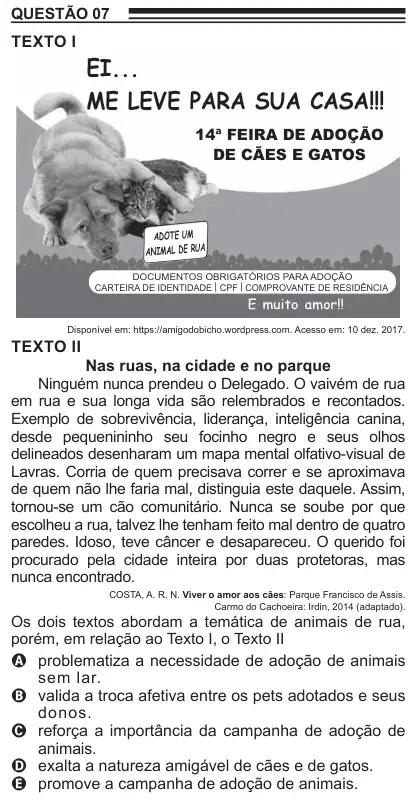 QUESTÃO 07
TEXTO I
EI...
ME LEVE PARA SUA CASA!!!
14ª FEIRA DE ADOÇÃO
DE CÃES E GATOS
ADOTE UM
ANIMAL DE RUA
DOCUMENTOS OBRIGATÓRIOS PARA ADOÇÃO
CARTEIRA DE IDENTIDADE | CPF | COMPROVANTE DE RESIDÊNCIA
E muito amor!!
Disponível em: https://amigodobicho.wordpress.com. Acesso em: 10 dez. 2017.
TEXTO II
Nas ruas, na cidade e no parque
Ninguém nunca prendeu o Delegado. O vaivém de rua
em rua e sua longa vida são relembrados e recontados.
Exemplo de sobrevivência, liderança, inteligência canina,
desde pequenininho seu focinho negro e seus olhos
delineados desenharam um mapa mental olfativo-visual de
Lavras. Corria de quem precisava correr e se aproximava
de quem não lhe faria mal, distinguia este daquele. Assim,
tornou-se um cão comunitário. Nunca se soube por que
escolheu a rua, talvez lhe tenham feito mal dentro de quatro
paredes. Idoso, teve câncer e desapareceu. O querido foi
procurado pela cidade inteira por duas protetoras, mas
nunca encontrado.
COSTA, A. R. N. Viver o amor aos cães: Parque Francisco de Assis.
Carmo do Cachoeira: Irdin, 2014 (adaptado).
Os dois textos abordam a temática de animais de rua,
porém, em relação ao Texto I, o Texto II
A problematiza a necessidade de adoção de animais
sem lar.
B valida a troca afetiva entre os pets adotados e seus
donos.
C reforça a importância da campanha de adoção de
animais.
D exalta a natureza amigável de cães e de gatos.
E promove a campanha de adoção de animais.